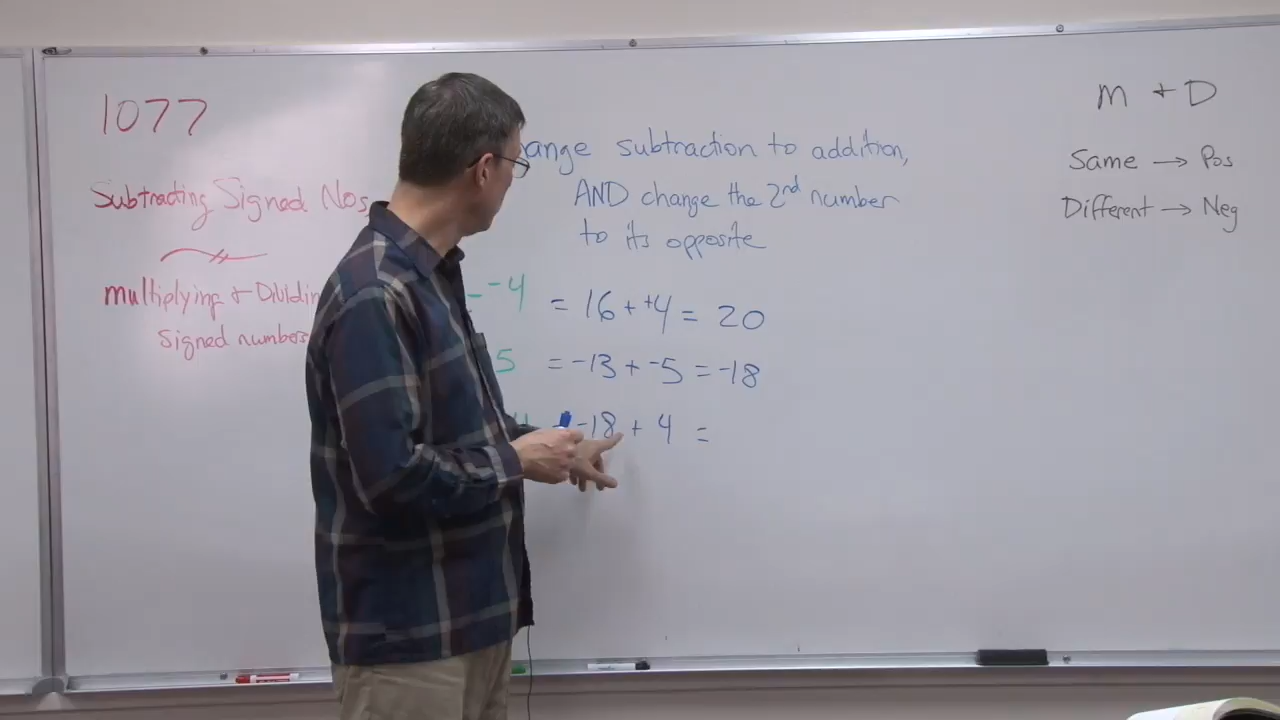 1077
Subtracting Signed Nos
multiplying + Dividin
signed numbers
ange subtraction to addition,
AND change the 2nd number
to its opposite
- -4 = 16 + +4 = 20
5 = -13 + -5 = -18
-18 + 4 =
M + D
Same → Pos
Different → Neg